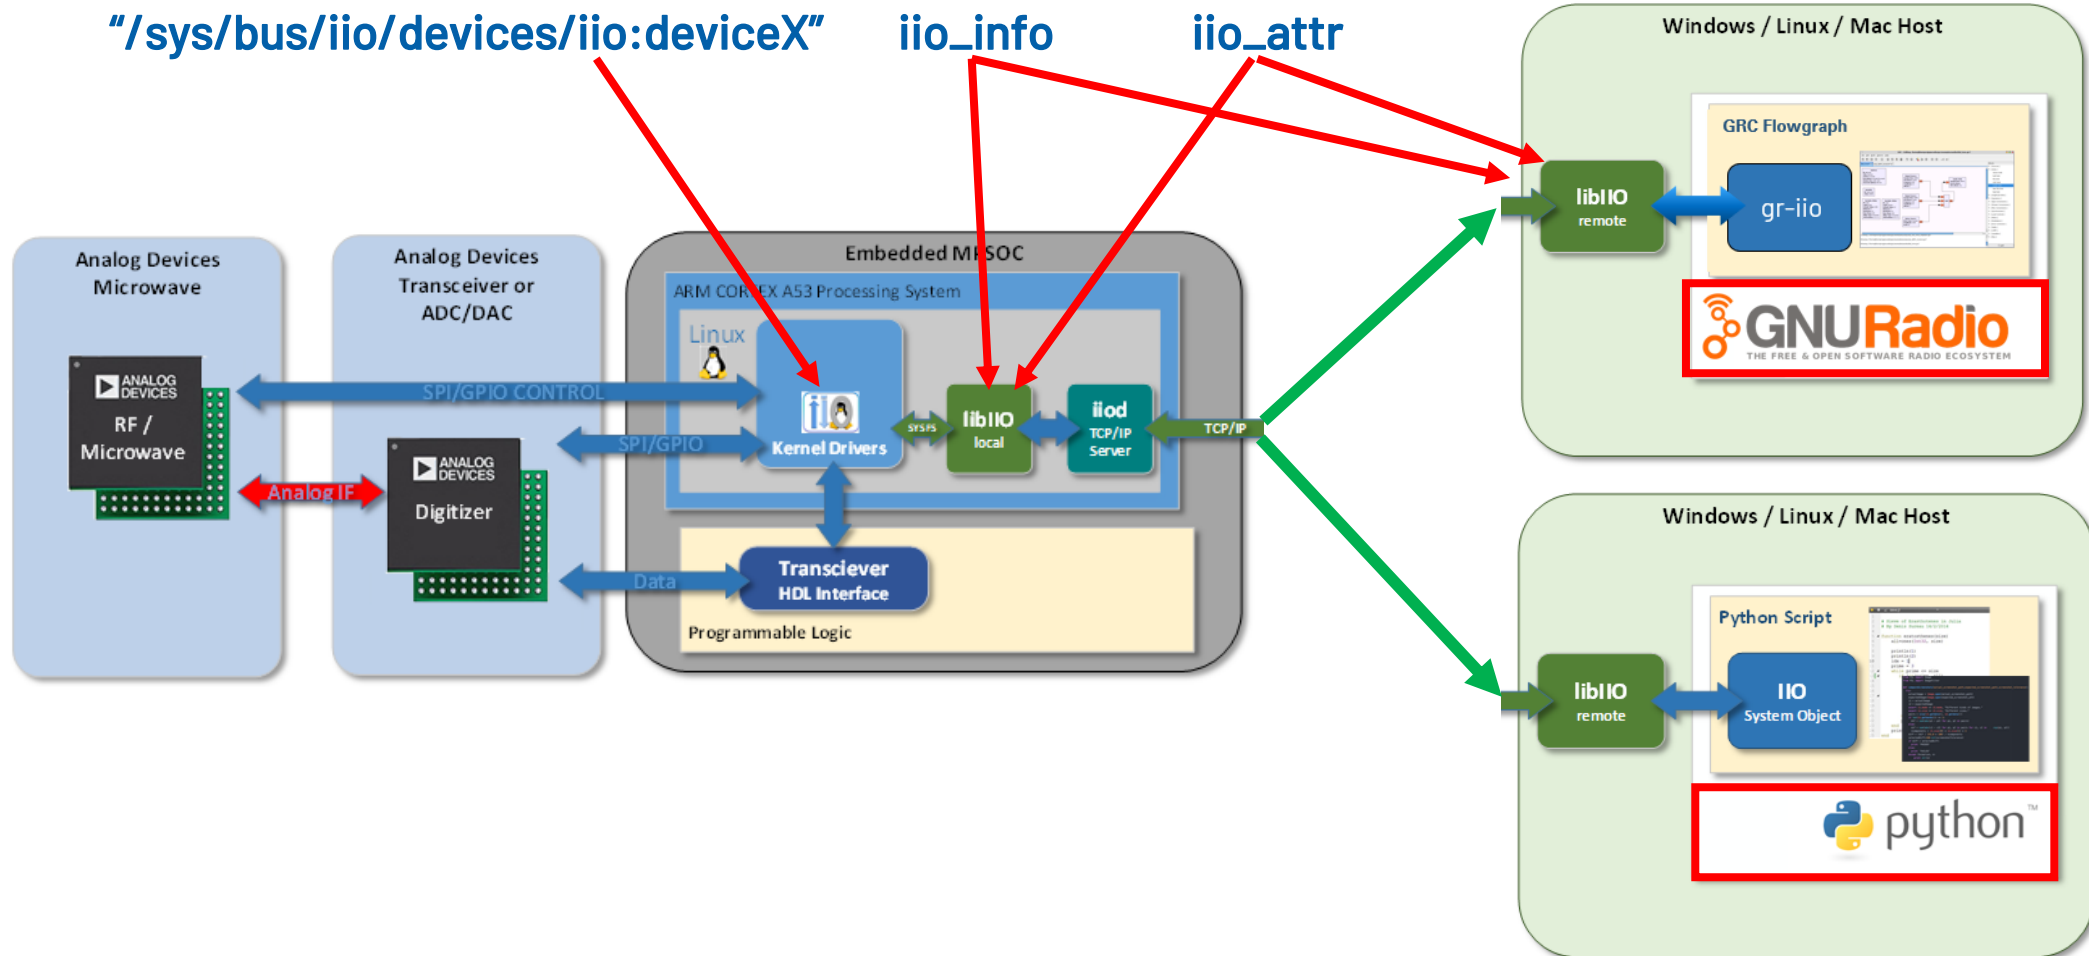 “/sys/bus/iio/devices/iio:deviceX”
iio_info
iio_attr
Analog Devices
Microwave
ANALOG
DEVICES
RF /
Microwave
Analog Devices
Transceiver or
ADC/DAC
ANALOG
DEVICES
Digitizer
SPI/GPIO CONTROL
SPI/GPIO
Analog IF
Data
Embedded MPSOC
ARM CORTEX A53 Processing System
Linux
iio
Kernel Drivers
SYSFS
libIIO
local
iiod
TCP/IP
Server
TCP/IP
Transciever
HDL Interface
Programmable Logic
Windows / Linux / Mac Host
GRC Flowgraph
libIIO
remote
gr-iio
GNURadio
THE FREE & OPEN SOFTWARE RADIO ECOSYSTEM
Windows / Linux / Mac Host
Python Script
libIIO
remote
IIO
System Object
python™